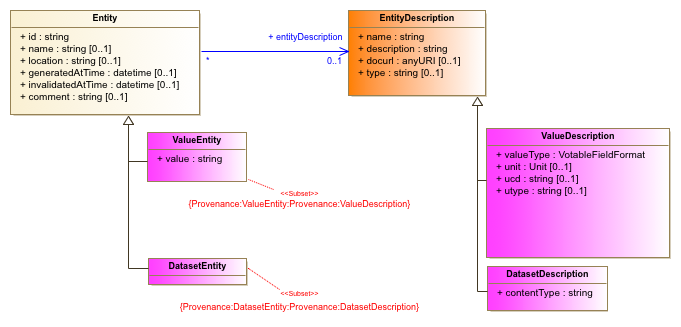 Entity
+ id : string
+ name : string [0..1]
+ location : string [0..1]
+ generatedAtTime : datetime [0..1]
+ invalidatedAtTime : datetime [0..1]
+ comment : string [0..1]
+ entityDescription
*
0..1
EntityDescription
+ name : string
+ description : string
+ docurl : anyURI [0..1]
+ type : string [0..1]
ValueEntity
+ value : string
<<Subset>>
{Provenance:ValueEntity:Provenance:ValueDescription}
ValueDescription
+ valueType : VotableFieldFormat
+ unit : Unit [0..1]
+ ucd : string [0..1]
+ utype : string [0..1]
DatasetEntity
<<Subset>>
{Provenance:DatasetEntity:Provenance:DatasetDescription}
DatasetDescription
+ contentType : string